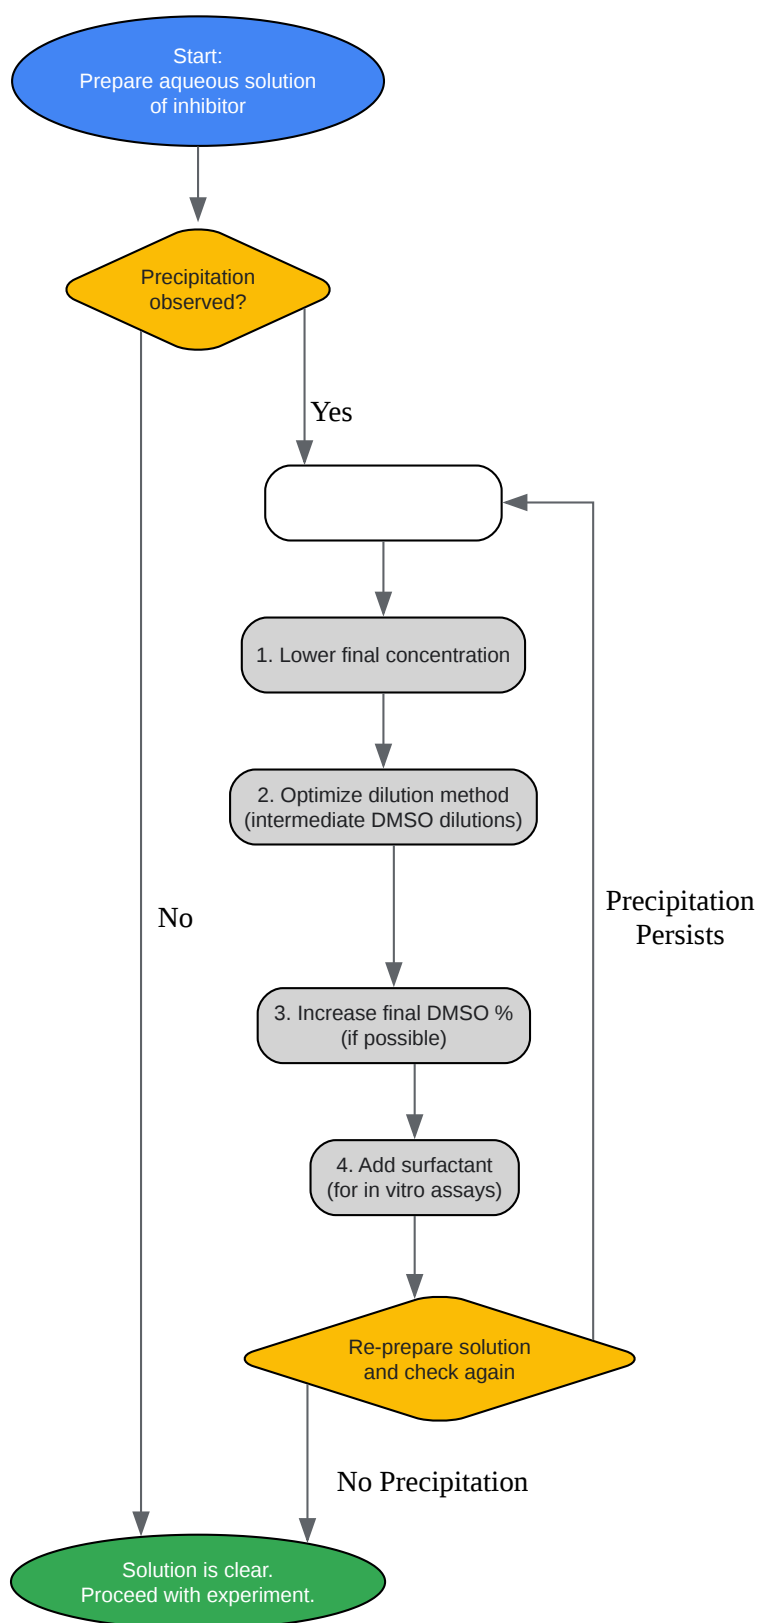 Start:
Prepare aqueous solution
of inhibitor
Precipitation
observed?
Yes
1. Lower final concentration
2. Optimize dilution method
(intermediate DMSO dilutions)
No
Precipitation
Persists
3. Increase final DMSO %
(if possible)
4. Add surfactant
(for in vitro assays)
Re-prepare solution
and check again
No Precipitation
Solution is clear.
Proceed with experiment.